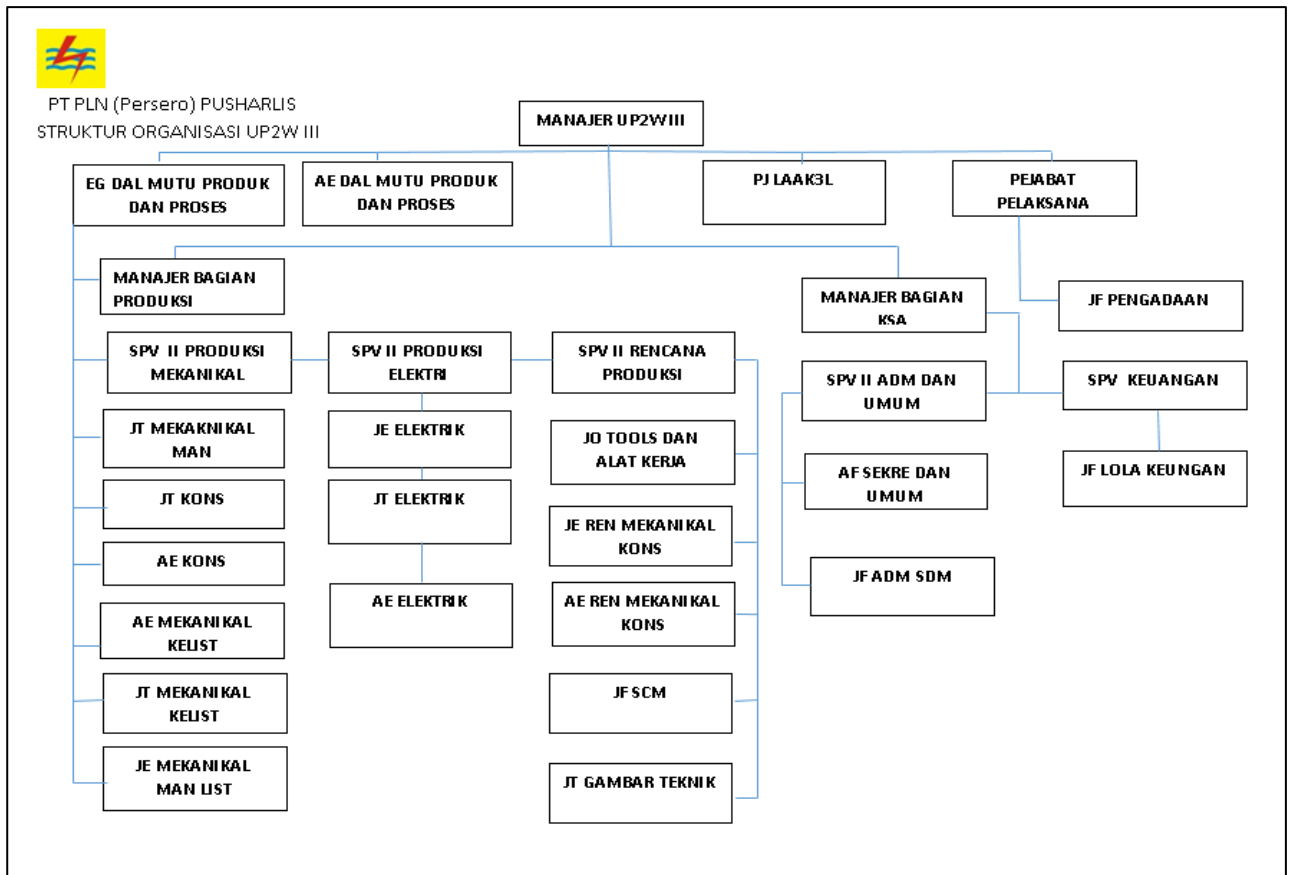 PT PLN (Persero) PUSHARLIS
STRUKTUR ORGANISASI UP2W III
MANAJER UP2W III
EG DAL MUTU PRODUK
DAN PROSES
AE DAL MUTU PRODUK
DAN PROSES
PJ LAAK3L
PEJABAT
PELAKSANA
MANAJER BAGIAN
PRODUKSI
MANAJER BAGIAN
KSA
JF PENGADAAN
SPV II PRODUKSI
MEKANIKAL
SPV II PRODUKSI
ELEKTRI
SPV II RENCANA
PRODUKSI
SPV II ADM DAN
UMUM
SPV KEUANGAN
JT MEKAKNIKAL
MAN
JE ELEKTRIK
JO TOOLS DAN
ALAT KERJA
AF SEKRE DAN
UMUM
JF LOLA KEUNGAN
JT KONS
JT ELEKTRIK
JE REN MEKANIKAL
KONS
AE KONS
JF ADM SDM
AE MEKANIKAL
KELIST
AE ELEKTRIK
AE REN MEKANIKAL
KONS
JT MEKANIKAL
KELIST
JF SCM
JE MEKANIKAL
MAN LIST
JT GAMBAR TEKNIK